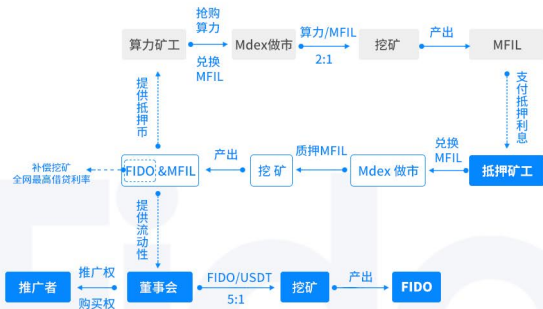 抢购
算力
算力矿工
兑换
MFIL
Mdex做市
算力/MFIL
2:1
挖矿
产出
MFIL
提供抵押币
支付抵押利息
补偿挖矿
全网最高借贷利率
FIDO &MFIL
产出
挖 矿
质押MFIL
Mdex 做市
兑换
MFIL
抵押矿工
提供流动性
推广者
推广权
购买权
董事会
FIDO/USDT
5:1
挖矿
产出
FIDO
Fido